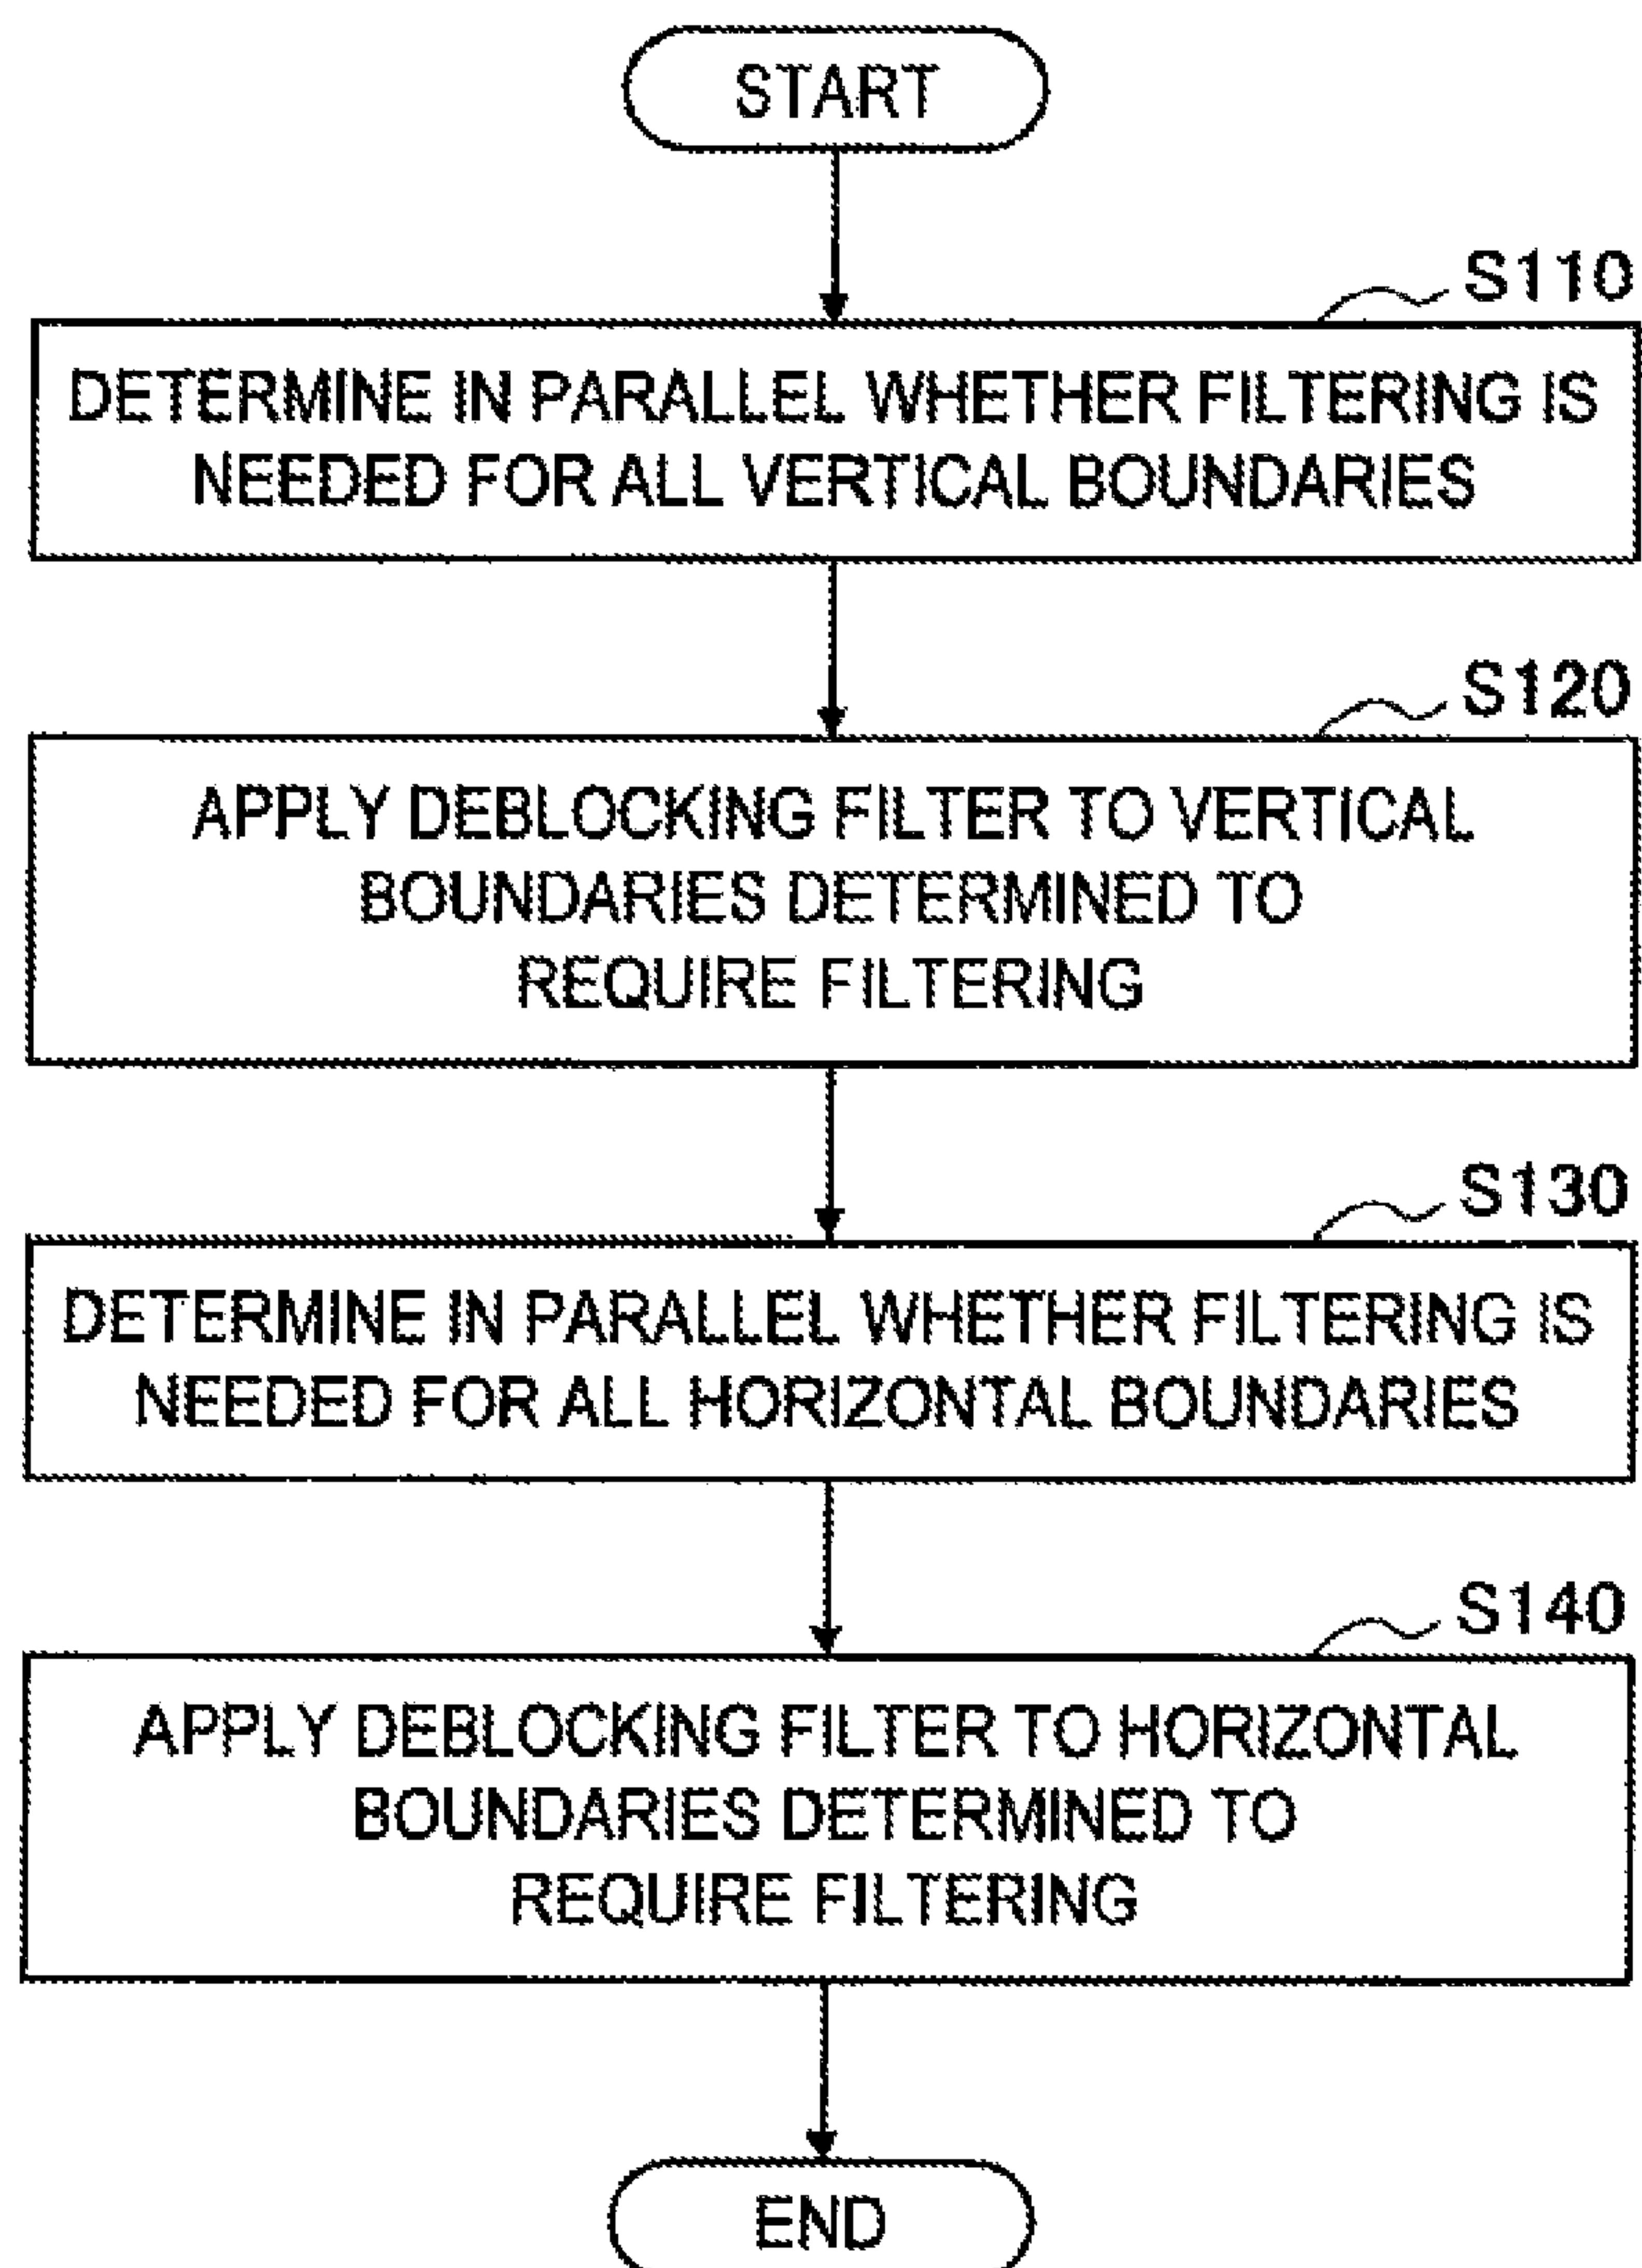 START
S110
DETERMINE IN PARALLEL WHETHER FILTERING IS
NEEDED FOR ALL VERTICAL BOUNDARIES
S120
APPLY DEBLOCKING FILTER TO VERTICAL
BOUNDARIES DETERMINED TO
REQUIRE FILTERING
S130
DETERMINE IN PARALLEL WHETHER FILTERING IS
NEEDED FOR ALL HORIZONTAL BOUNDARIES
S140
APPLY DEBLOCKING FILTER TO HORIZONTAL
BOUNDARIES DETERMINED TO
REQUIRE FILTERING
END